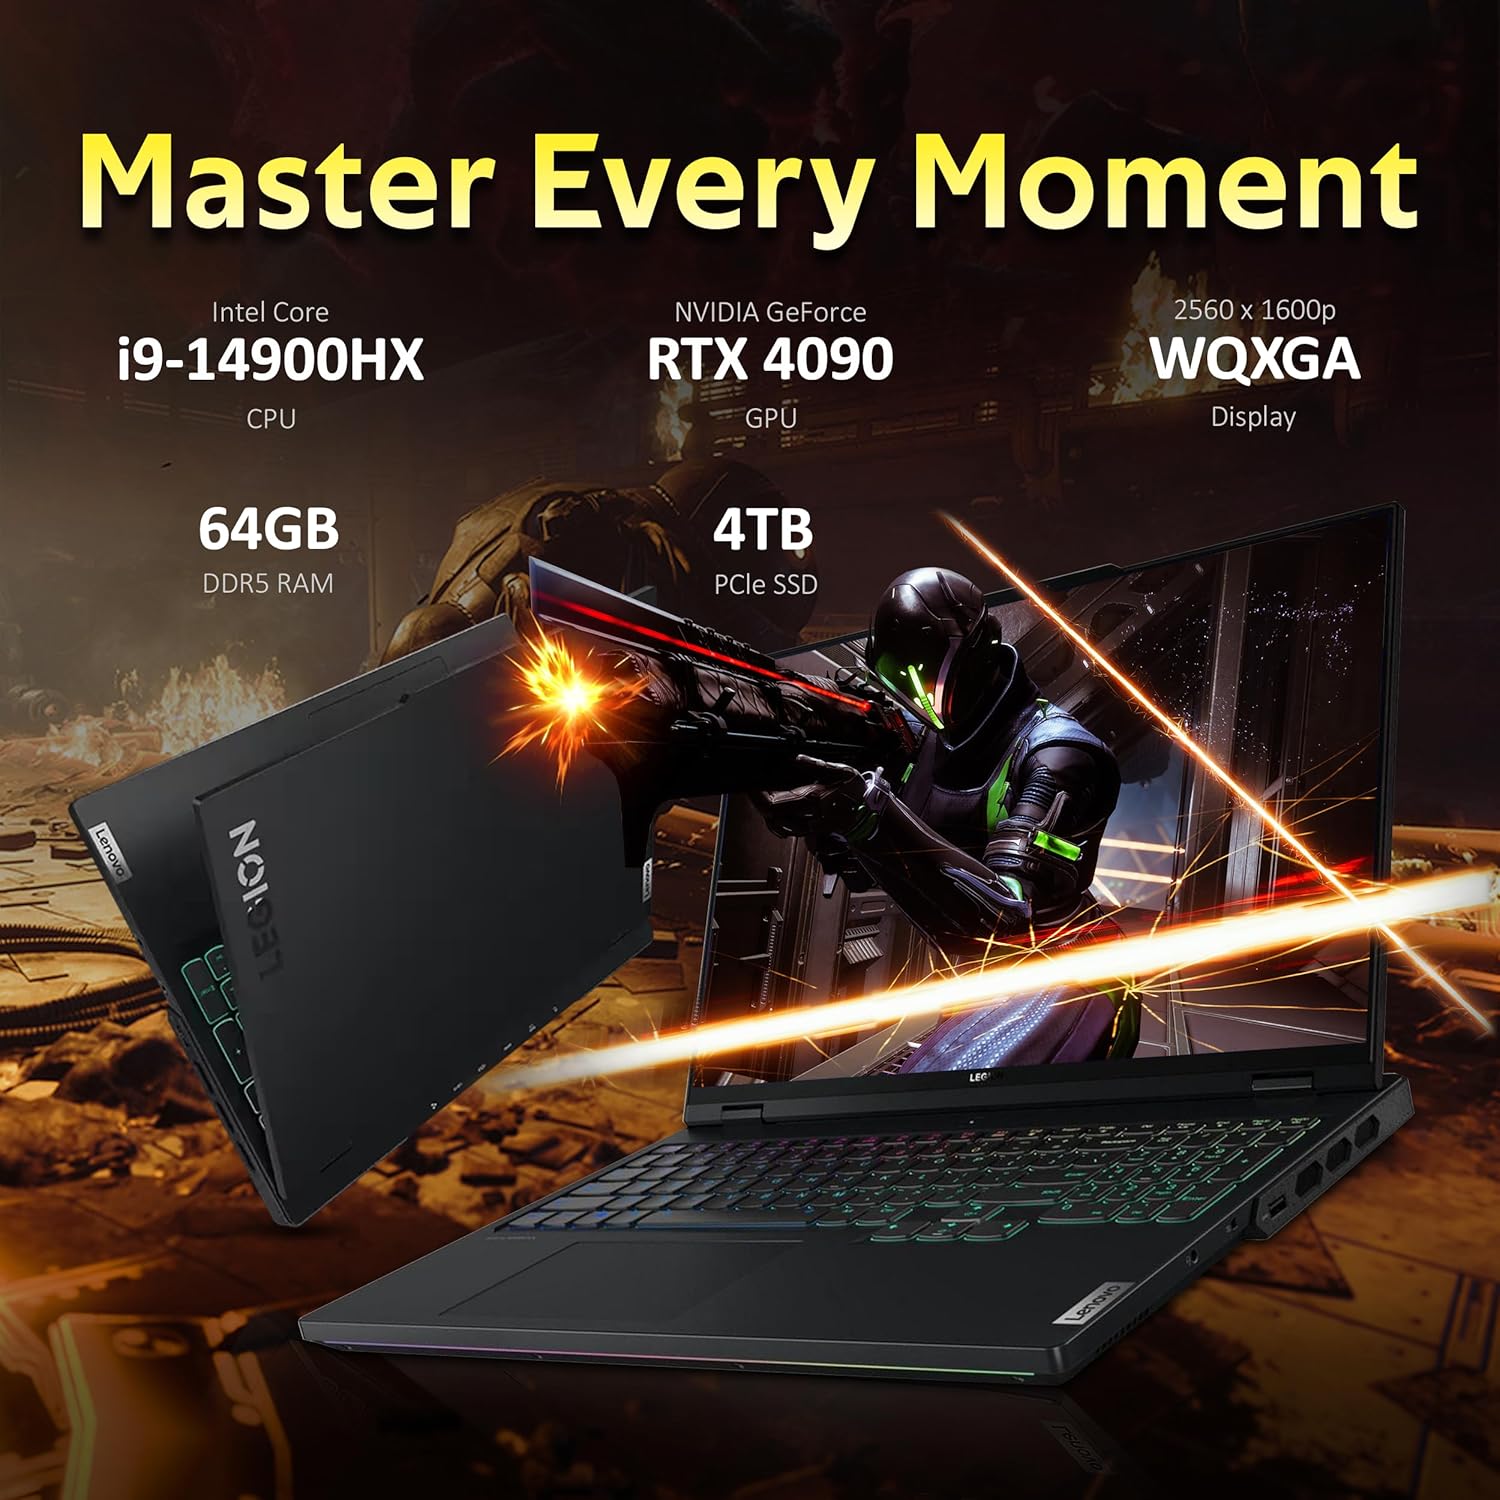 Master Every Moment
Intel Core
i9-14900HX
CPU
NVIDIA GeForce
RTX 4090
GPU
2560 x 1600p
WQXGA
Display
64GB
DDR5 RAM
4TB
PCIe SSD
Lenovo
LEGION
Lenovo
LEGION
Lenovo